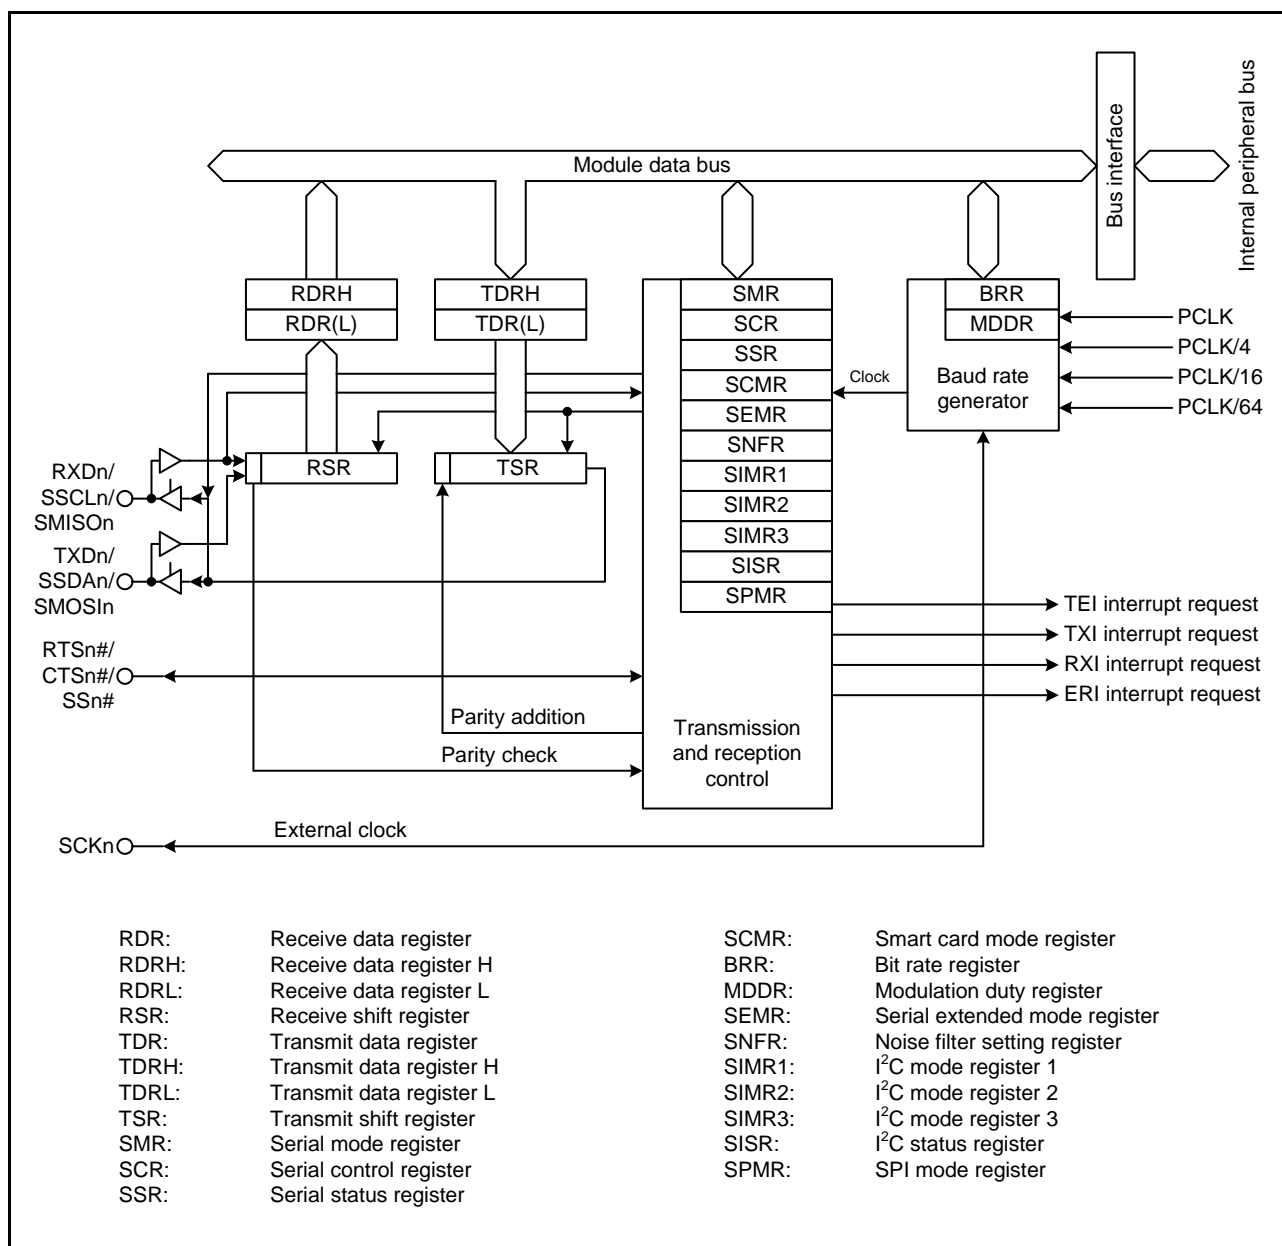 Module data bus
Bus interface
Internal peripheral bus
RDRH
RDR(L)
TDRH
TDR(L)
SMR
SCR
SSR
SCMR
SEMR
SNFR
SIMR1
SIMR2
SIMR3
SISR
SPMR
Transmission
and reception
control
BRR
MDDR
Baud rate
generator
Clock
PCLK
PCLK/4
PCLK/16
PCLK/64
RSR
TSR
RXDn/
SSCLn/
SMISOn
TXDn/
SSDAn/
SMOSIn
RTSn#/
CTSn#/
SSn#
TEI interrupt request
TXI interrupt request
RXI interrupt request
ERI interrupt request
Parity addition
Parity check
SCKn
External clock
RDR: Receive data register
RDRH: Receive data register H
RDRL: Receive data register L
RSR: Receive shift register
TDR: Transmit data register
TDRH: Transmit data register H
TDRL: Transmit data register L
TSR: Transmit shift register
SMR: Serial mode register
SCR: Serial control register
SSR: Serial status register
SCMR: Smart card mode register
BRR: Bit rate register
MDDR: Modulation duty register
SEMR: Serial extended mode register
SNFR: Noise filter setting register
SIMR1: I²C mode register 1
SIMR2: I²C mode register 2
SIMR3: I²C mode register 3
SISR: I²C status register
SPMR: SPI mode register